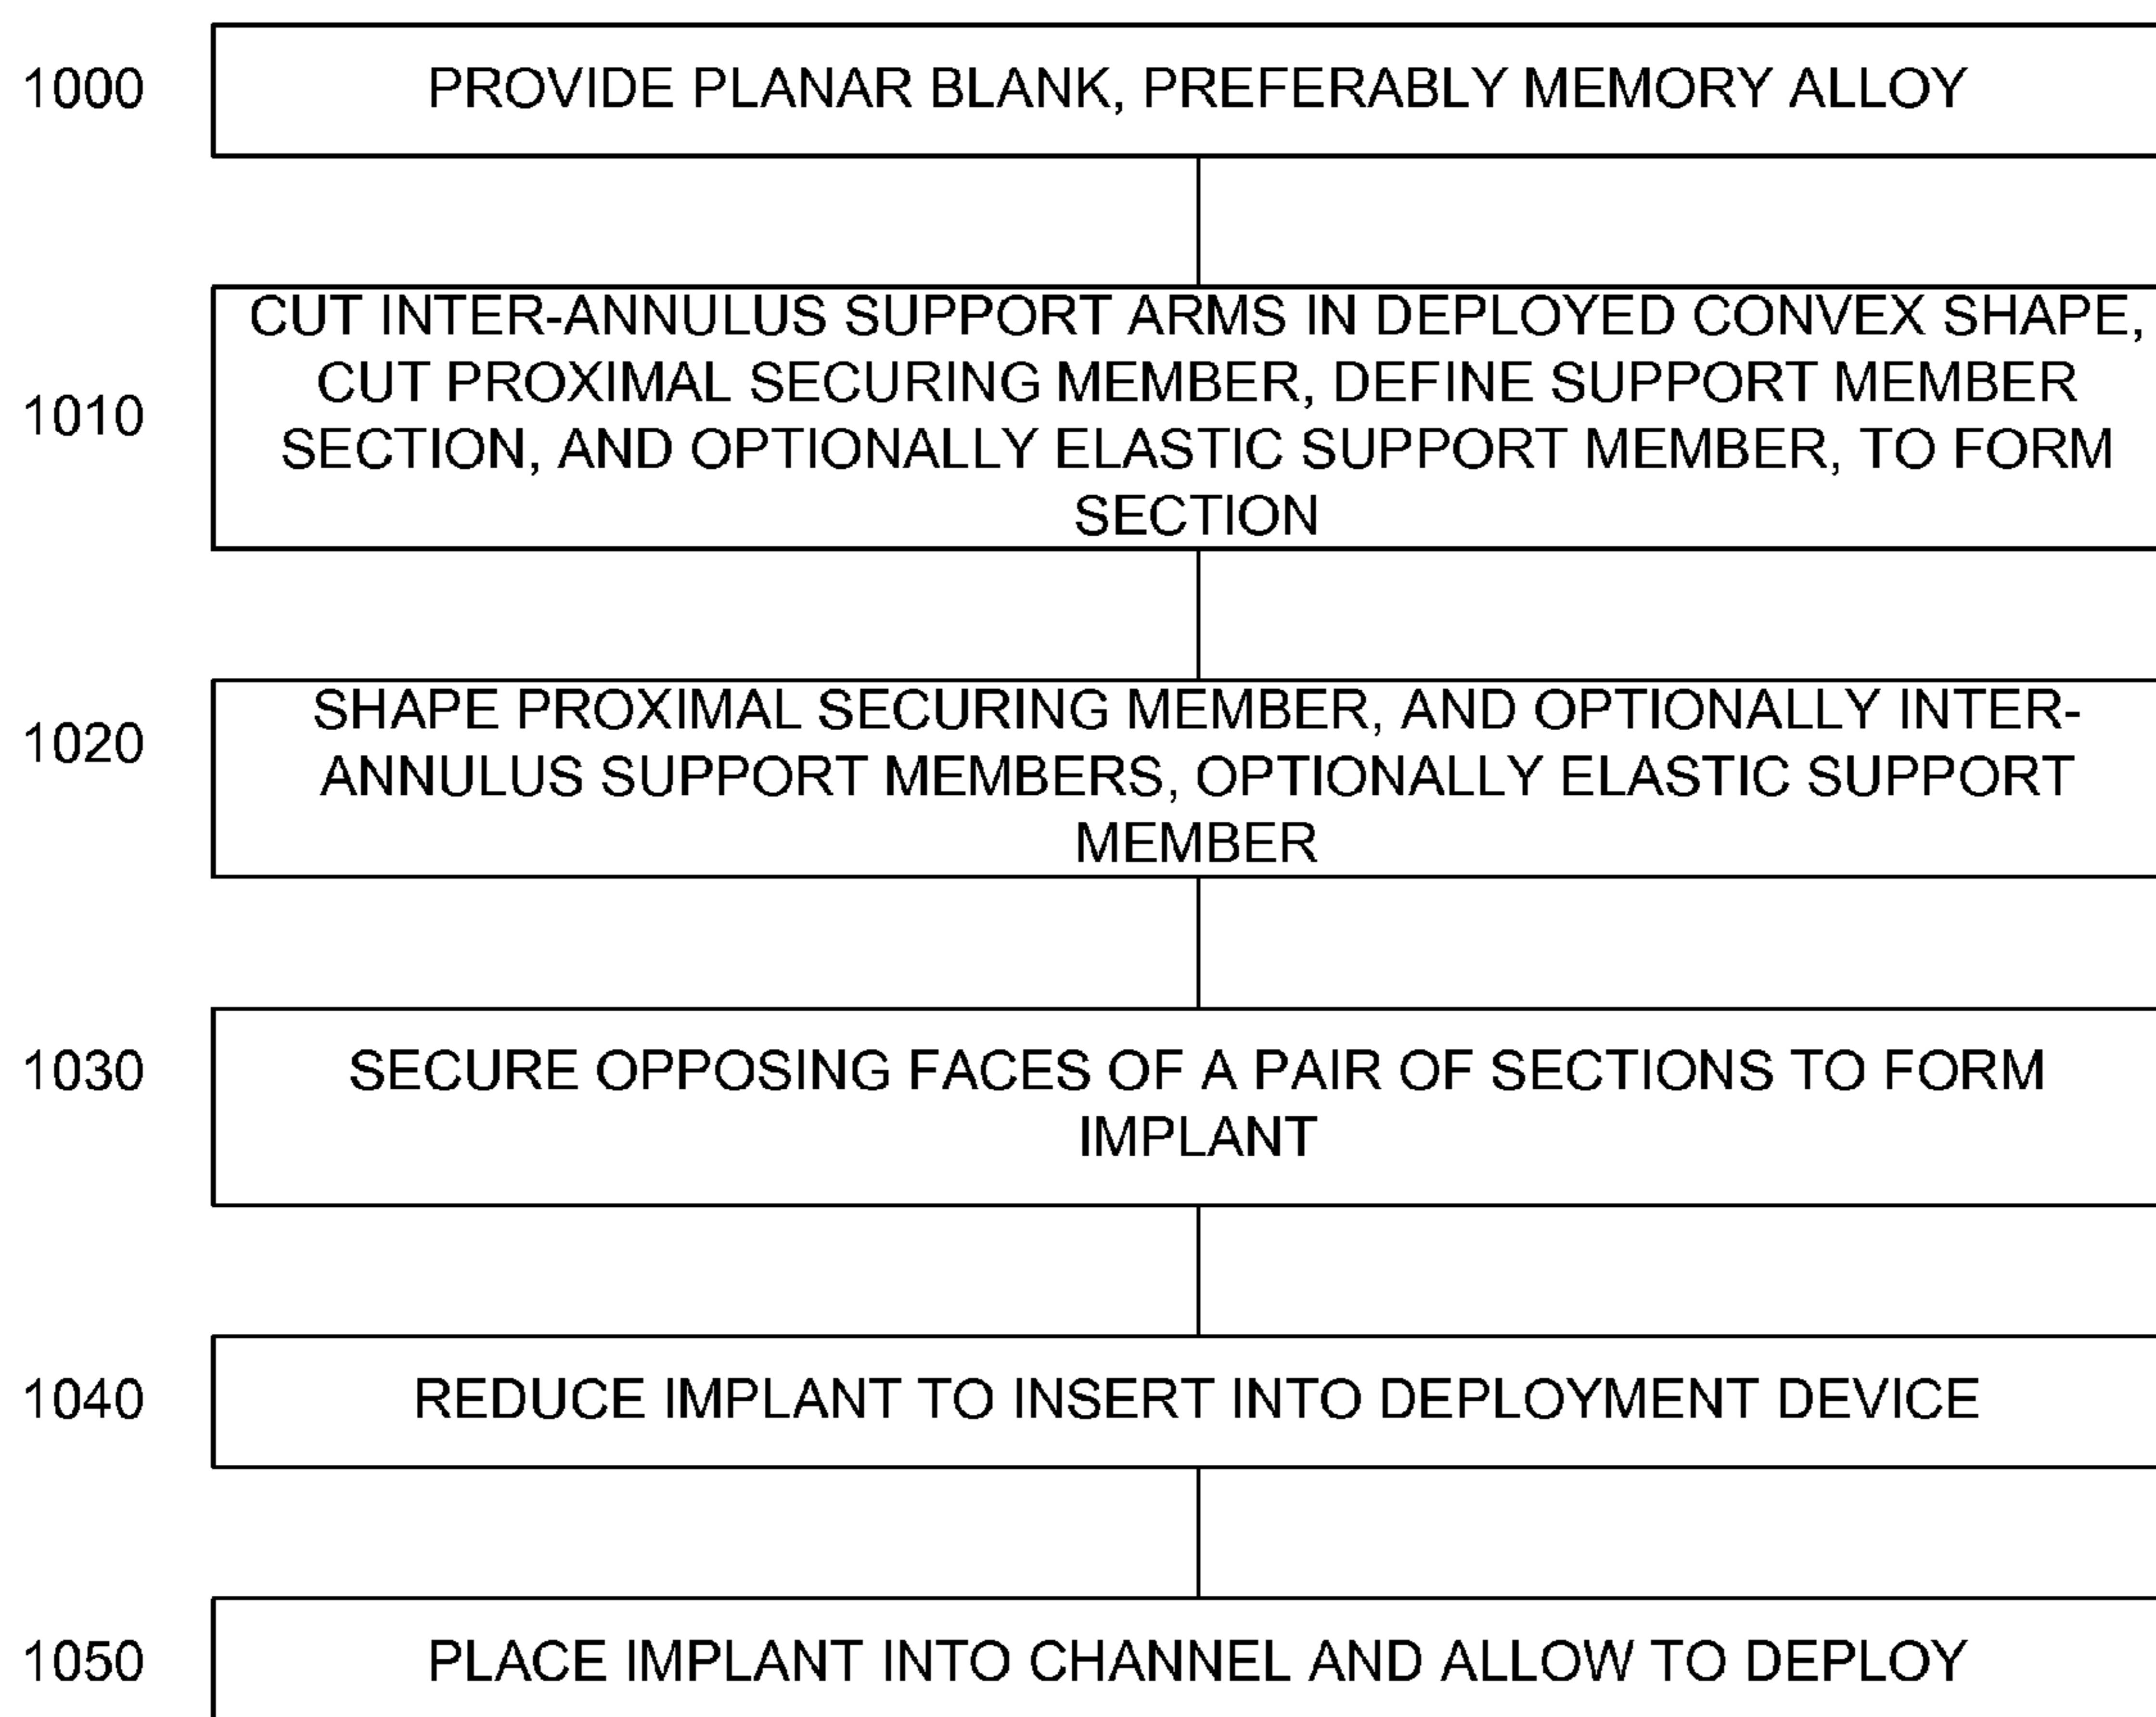 1000
PROVIDE PLANAR BLANK, PREFERABLY MEMORY ALLOY
1010
CUT INTER-ANNULUS SUPPORT ARMS IN DEPLOYED CONVEX SHAPE,
CUT PROXIMAL SECURING MEMBER, DEFINE SUPPORT MEMBER
SECTION, AND OPTIONALLY ELASTIC SUPPORT MEMBER, TO FORM
SECTION
1020
SHAPE PROXIMAL SECURING MEMBER, AND OPTIONALLY INTER-
ANNULUS SUPPORT MEMBERS, OPTIONALLY ELASTIC SUPPORT
MEMBER
1030
SECURE OPPOSING FACES OF A PAIR OF SECTIONS TO FORM
IMPLANT
1040
REDUCE IMPLANT TO INSERT INTO DEPLOYMENT DEVICE
1050
PLACE IMPLANT INTO CHANNEL AND ALLOW TO DEPLOY